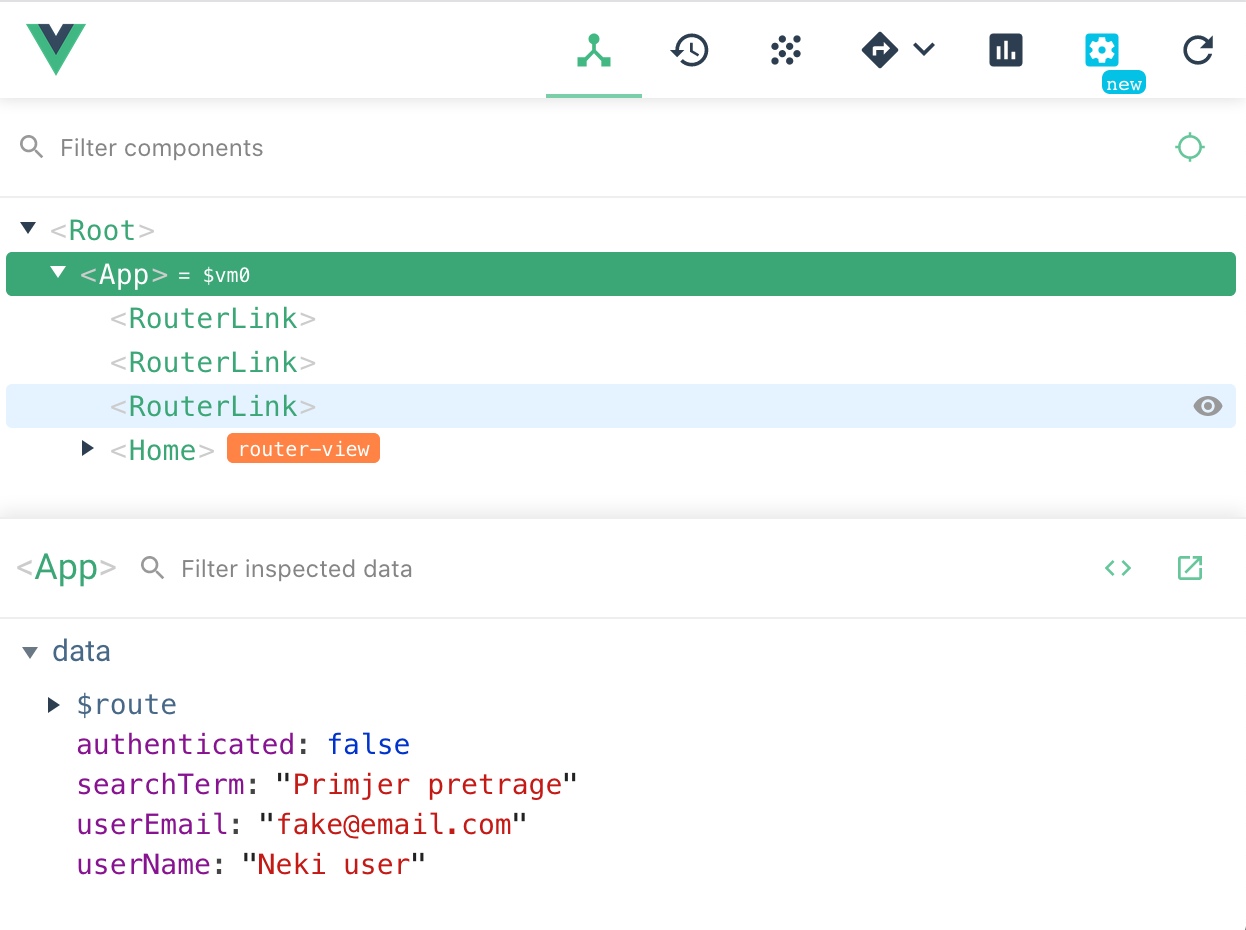 new
Filter components
<Root>
<App> = $vm0
<RouterLink>
<RouterLink>
<RouterLink>
<Home> router-view
<App> Filter inspected data
data
$route
authenticated: false
searchTerm: "Primjer pretrage"
userEmail: "fake@email.com"
userName: "Neki user"